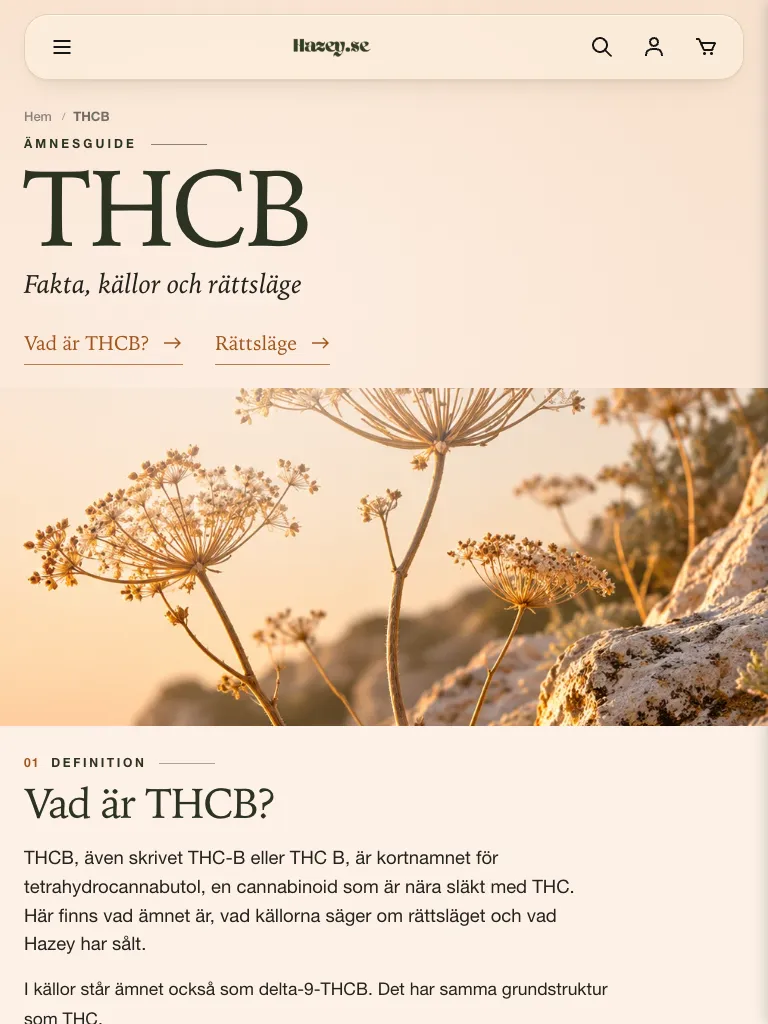 Hazey.se
Hem / THCB
ÄMNESGUIDE
THCB
Fakta, källor och rättsläge
Vad är THCB? →
Rättsläge →
01 DEFINITION
Vad är THCB?
THCB, även skrivet THC-B eller THC B, är kortnamnet för
tetrahydrocannabutol, en cannabinoid som är nära släkt med THC.
Här finns vad ämnet är, vad källorna säger om rättsläget och vad
Hazey har sålt.
I källor står ämnet också som delta-9-THCB. Det har samma grundstruktur
som THC.